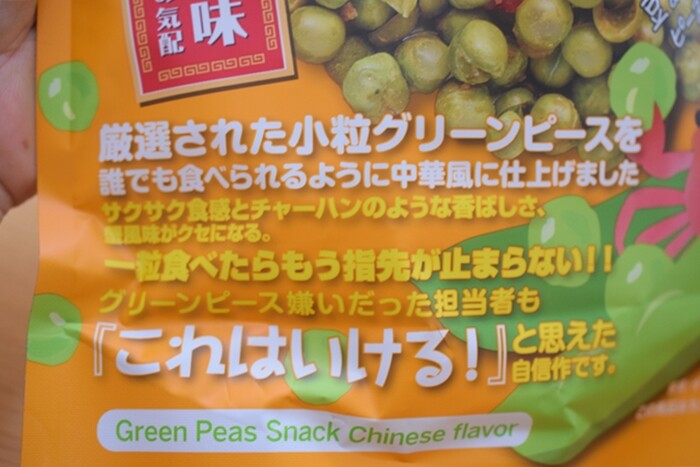 の気配
味
厳選された小粒グリーンピースを
誰でも食べられるように中華風に仕上げました
サクサク食感とチャーハンのような香ばしさ、
蟹風味がクセになる。
一粒食べたらもう指先が止まらない!!
グリーンピース嫌いだった担当者も
『これはいける!』と思えた
自信作です。
Green Peas Snack Chinese flavor